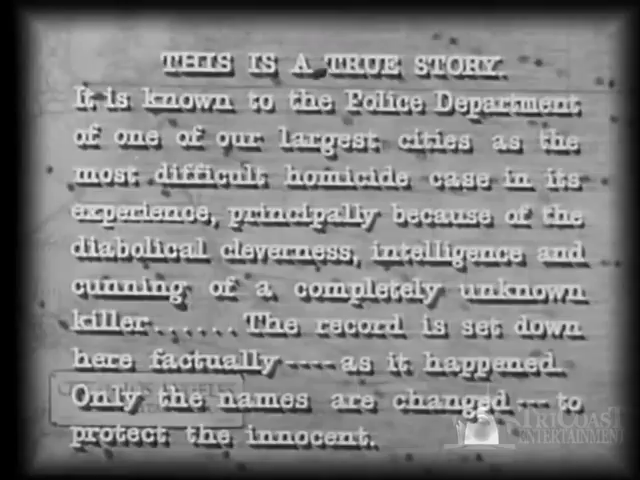 THIS IS A TRUE STORY.
It is known to the Police Department
of one of our largest cities as the
most difficult homicide case in its
experience, principally because of the
diabolical cleverness, intelligence and
cunning of a completely unknown
killer...... The record is set down
here factually---- as it happened.
Only the names are changed --- to
protect the innocent.
TRICOAST
ENTERTAINMENT